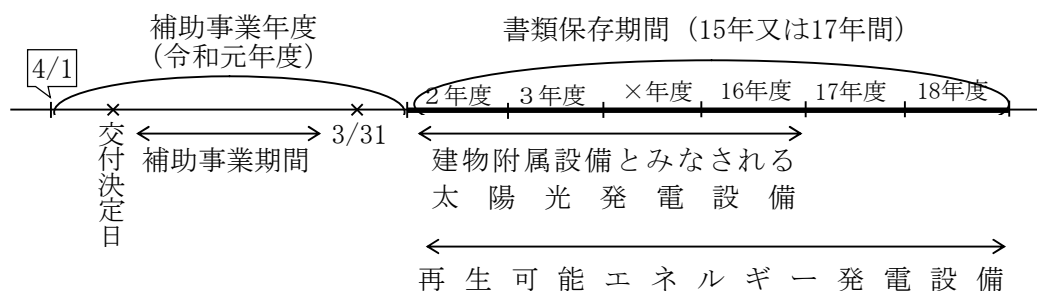 補助事業年度
(令和元年度)
書類保存期間 (15年又は17年間)
4/1
2年度
3年度
×年度
16年度
17年度
18年度
3/31
交付決定日
補助事業期間
建物附属設備とみなされる
太陽光発電設備
再生可能エネルギー発電設備